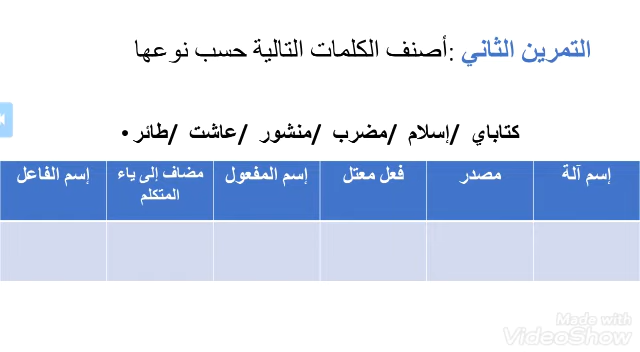 التمرين الثاني :أصنف الكلمات التالية حسب نوعها
• كتاباي /إسلام /مضرب /منشور /عاشت /طائر
إسم آلة مصدر فعل معتل إسم المفعول مضاف إلى ياء المتكلم إسم الفاعل
Made with
VideoShow